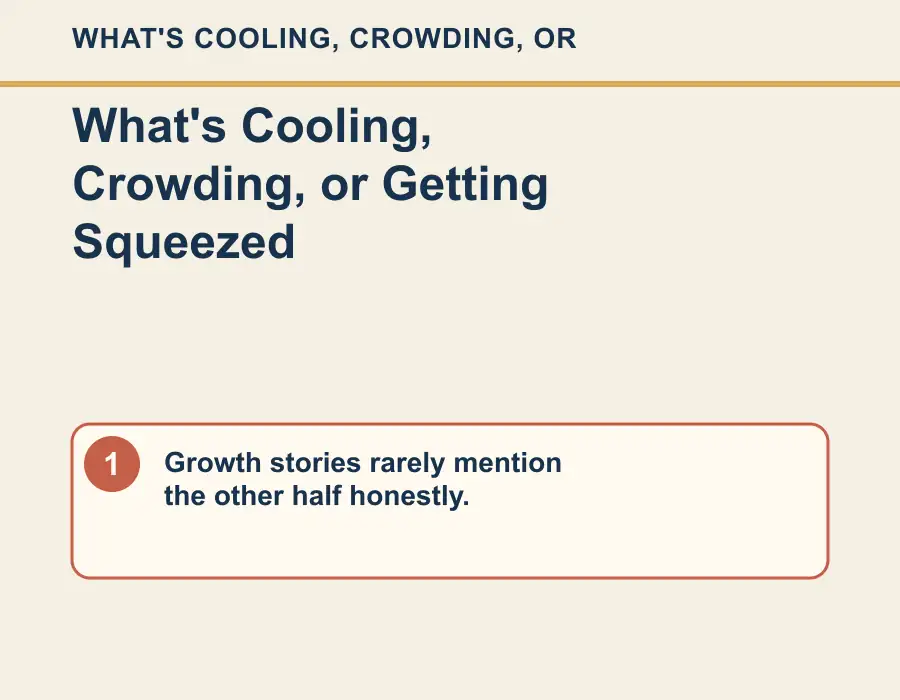 WHAT'S COOLING, CROWDING, OR
What's Cooling,
Crowding, or Getting
Squeezed
1
Growth stories rarely mention
the other half honestly.